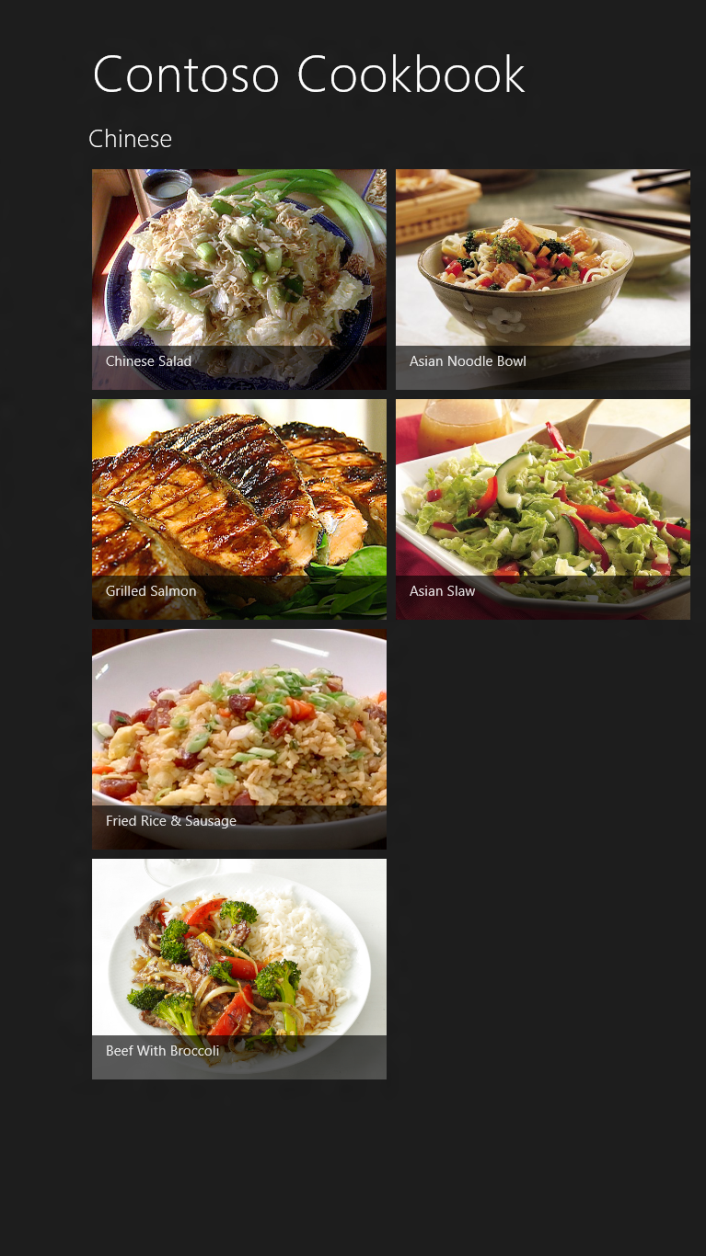 Contoso Cookbook
Chinese
Chinese Salad
Asian Noodle Bowl
Grilled Salmon
Asian Slaw
Fried Rice & Sausage
Beef With Broccoli